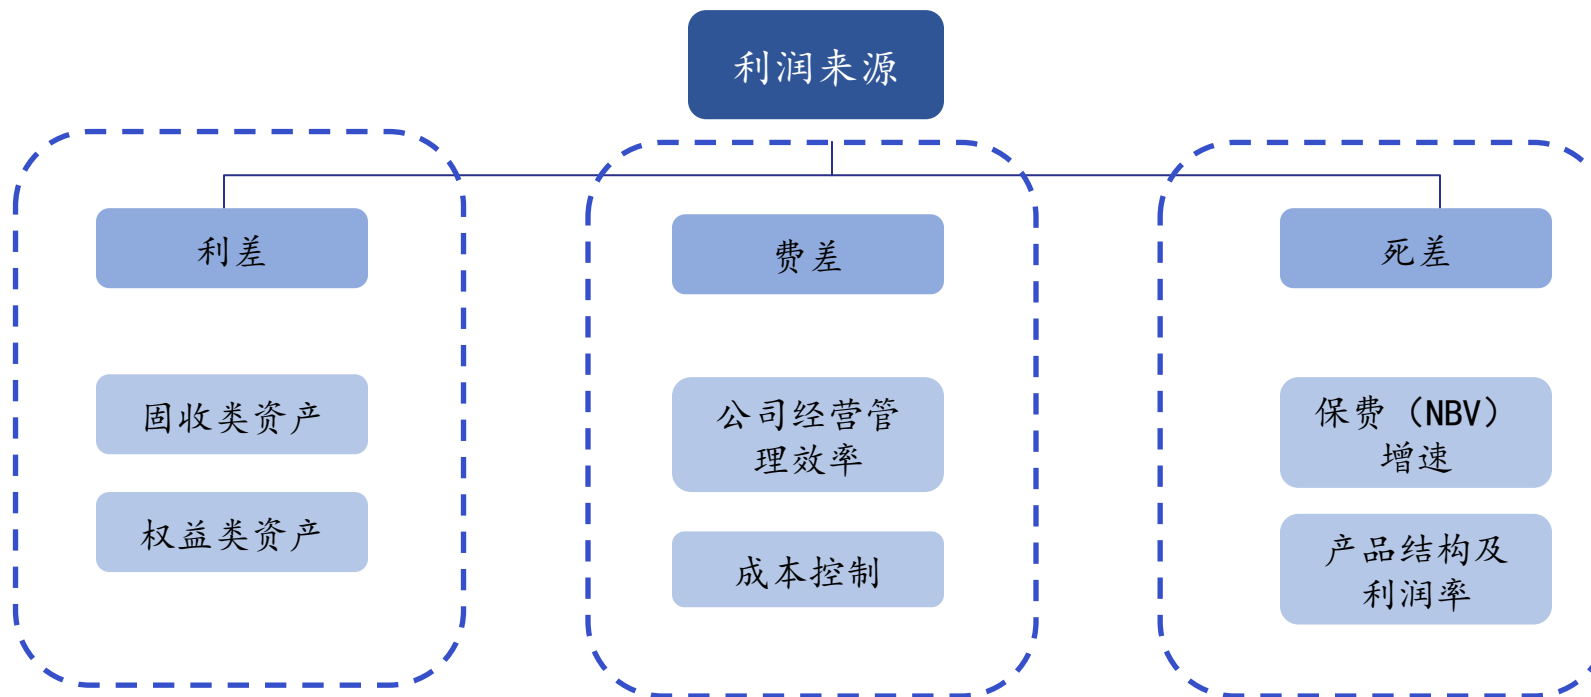 利润来源
利差
费差
死差
固收类资产
权益类资产
公司经营管
理效率
成本控制
保费（NBV）
增速
产品结构及
利润率